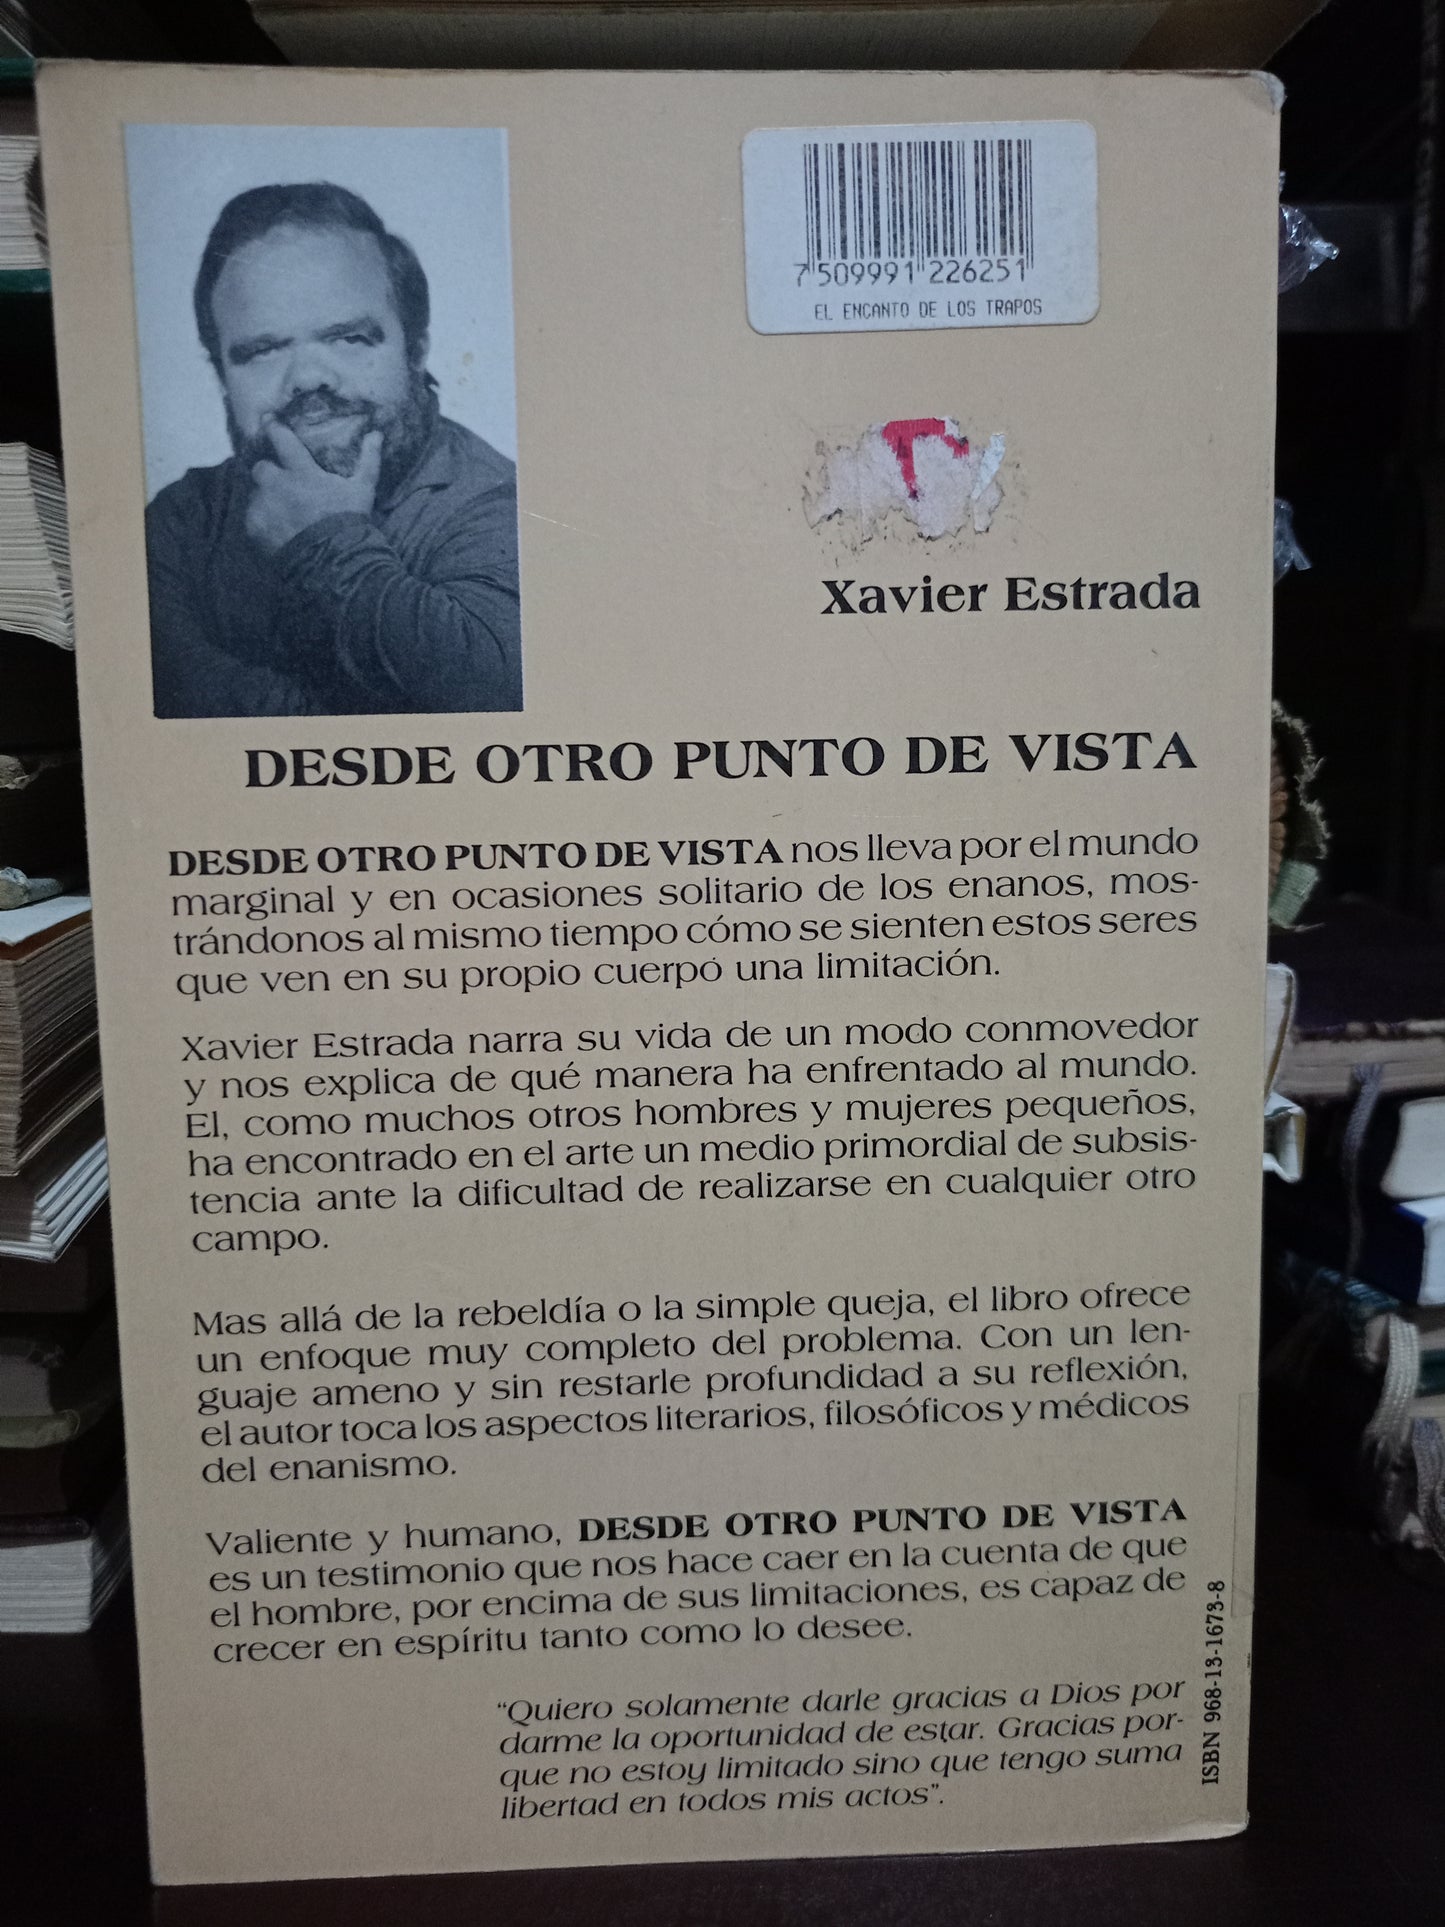 7 509991 226251
EL ENCANTO DE LOS TRAPOS
Xavier Estrada
DESDE OTRO PUNTO DE VISTA
DESDE OTRO PUNTO DE VISTA nos lleva por el mundo
marginal y en ocasiones solitario de los enanos, mos-
trándonos al mismo tiempo cómo se sienten estos seres
que ven en su propio cuerpo una limitación.
Xavier Estrada narra su vida de un modo conmovedor
y nos explica de qué manera ha enfrentado al mundo.
El, como muchos otros hombres y mujeres pequeños,
ha encontrado en el arte un medio primordial de subsis-
tencia ante la dificultad de realizarse en cualquier otro
campo.
Mas allá de la rebeldía o la simple queja, el libro ofrece
un enfoque muy completo del problema. Con un len-
guaje ameno y sin restarle profundidad a su reflexión,
el autor toca los aspectos literarios, filosóficos y médicos
del enanismo.
Valiente y humano, DESDE OTRO PUNTO DE VISTA
es un testimonio que nos hace caer en la cuenta de que
el hombre, por encima de sus limitaciones, es capaz de
crecer en espíritu tanto como lo desee.
“Quiero solamente darle gracias a Dios por
darme la oportunidad de estar. Gracias por-
que no estoy limitado sino que tengo suma
libertad en todos mis actos”.
ISBN 968-13-1673-8